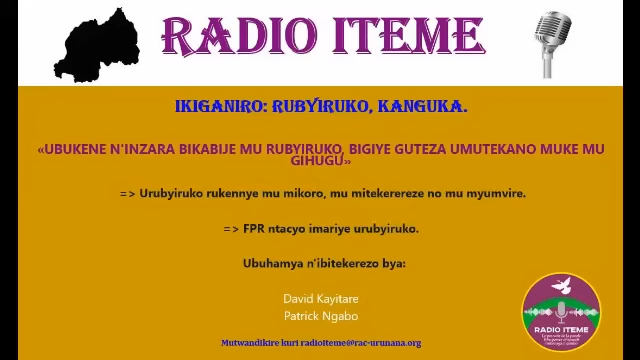 RADIO ITEME
IKIGANIRO: RUBYIRUKO, KANGUKA.
«UBUKENE N'INZARA BIKABIJE MU RUBYIRUKO, BIGIYE GUTEZA UMUTEKANO MUKE MU
GIHUGU»
=> Urubyiruko rukennye mu mikoro, mu mitekerereze no mu myumvire.
=> FPR ntacyo imariye urubyiruko.
Ubuhamya n'ibitekerezo bya:
David Kayitare
Patrick Ngabo
RADIO ITEME
Mutwandikire kuri radioiteme@rac-urunana.org